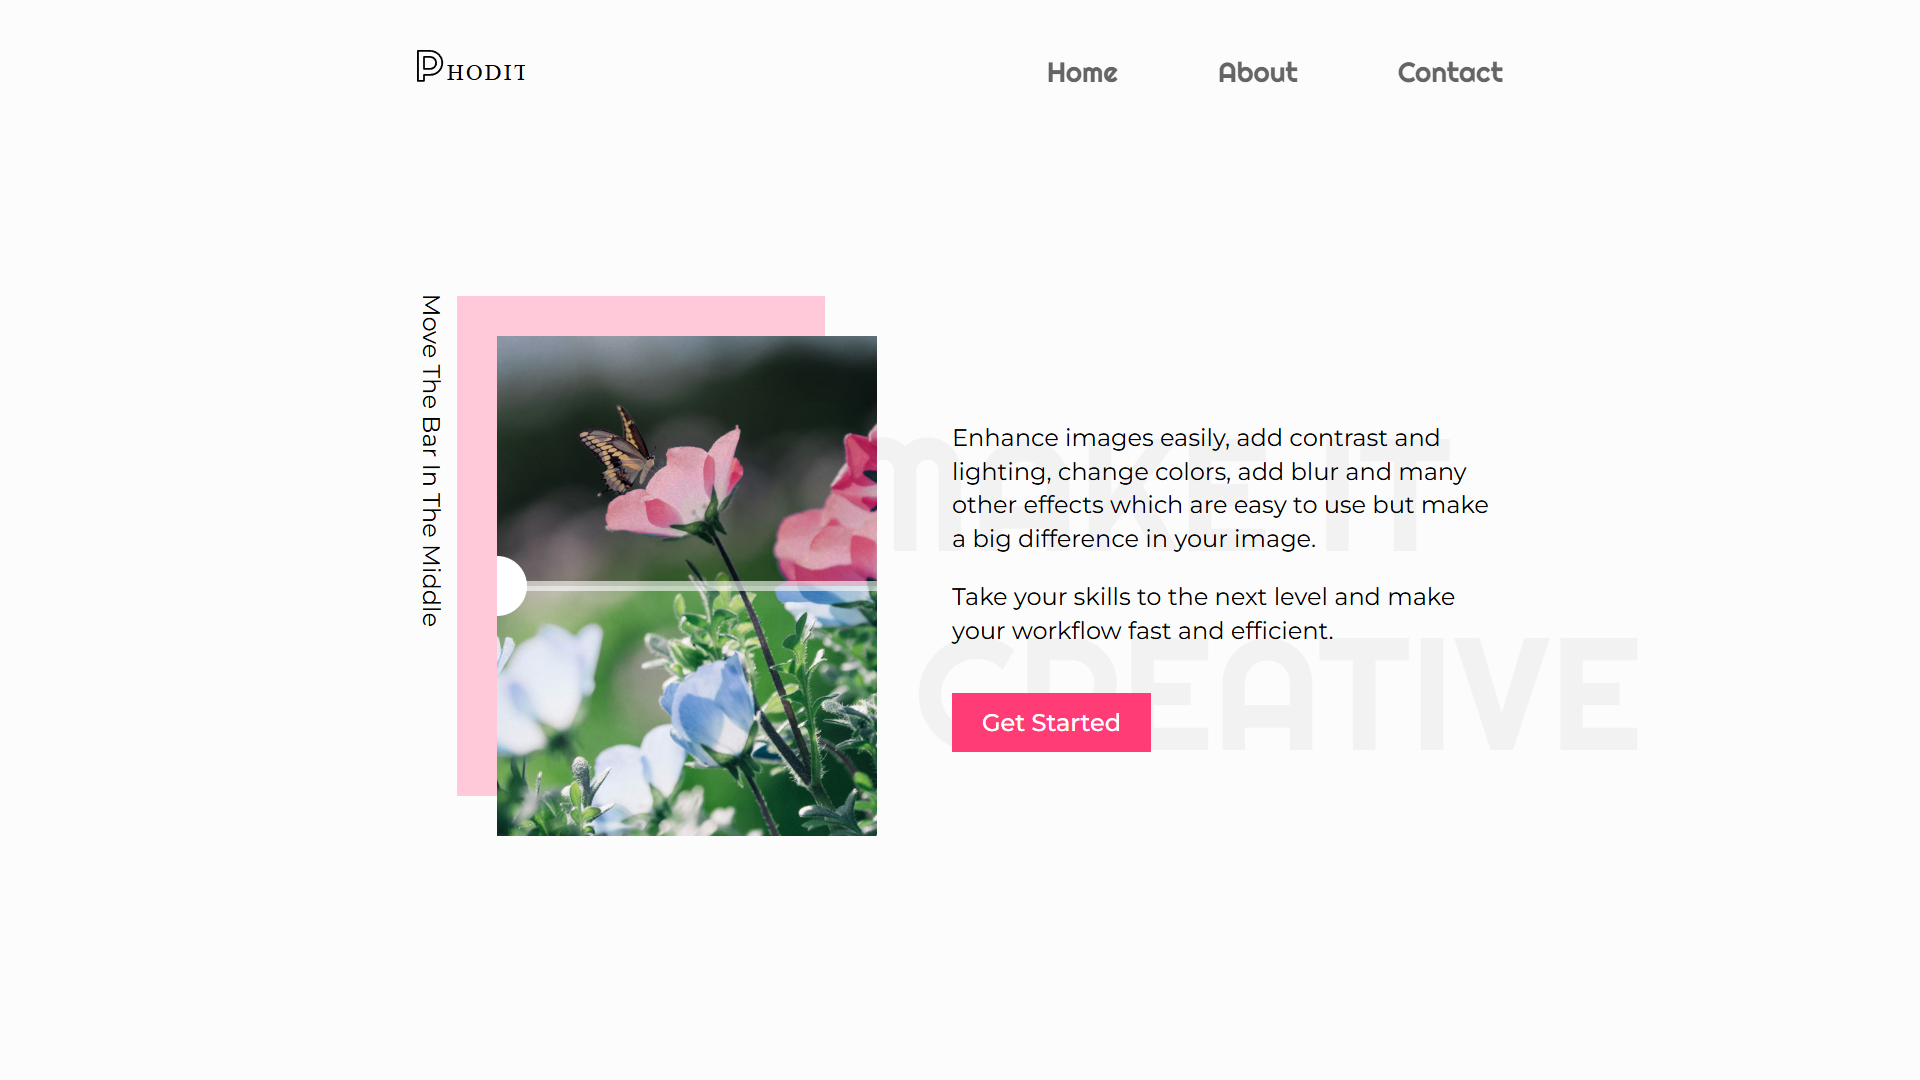 PHODIT
Home
About
Contact
Move The Bar In The Middle
MAKE IT
CREATIVE
Enhance images easily, add contrast and
lighting, change colors, add blur and many
other effects which are easy to use but make
a big difference in your image.
Take your skills to the next level and make
your workflow fast and efficient.
Get Started